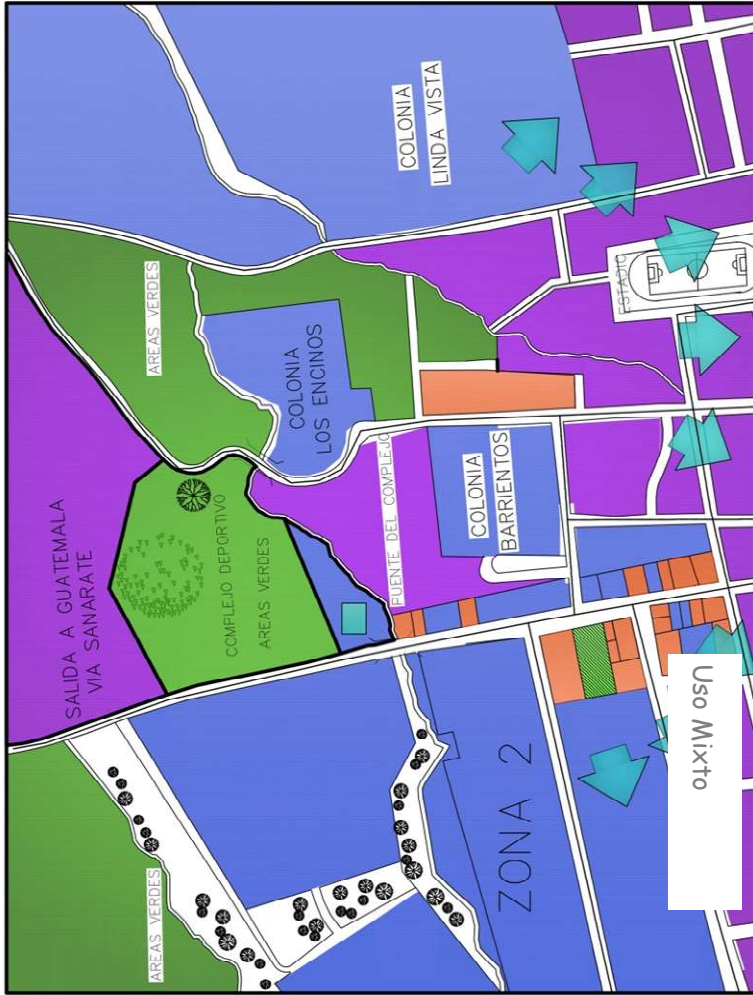 COLONIA
LINDA VISTA
AREAS VERDES
ESTADIO
COLONIA
LOS ENCINOS
SALIDA A GUATEMALA
VIA SANARATE
COMPLEJO DEPORTIVO
AREAS VERDES
PUENTE DEL COMPLEJO
COLONIA
BARRIENTOS
AREAS VERDES
ZONA 2
Uso Mixto